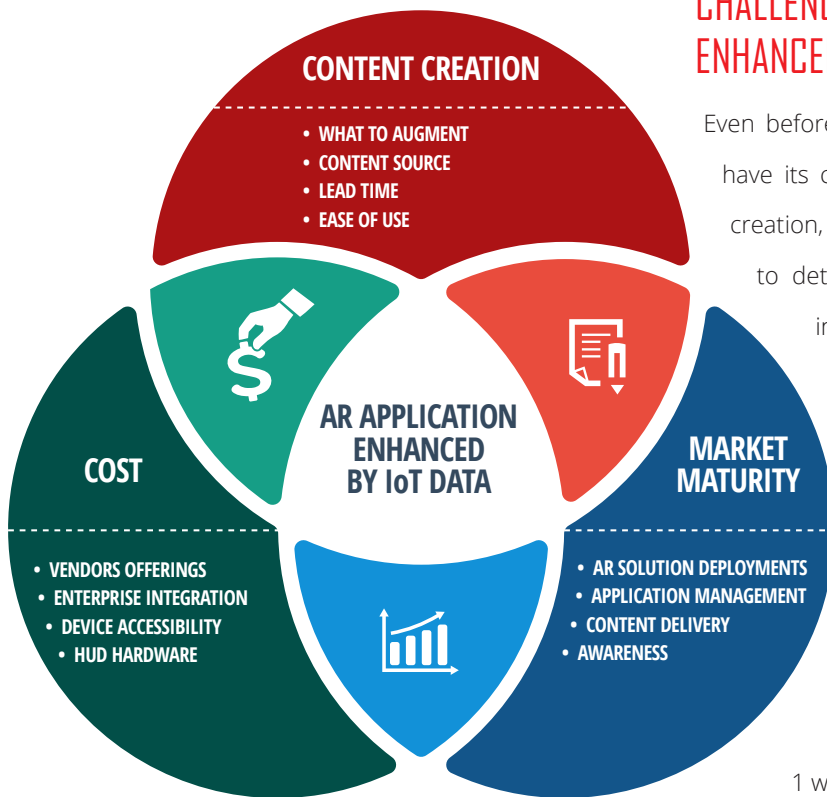 CONTENT CREATION
• WHAT TO AUGMENT
• CONTENT SOURCE
• LEAD TIME
• EASE OF USE
ENHANCE
Even before
have its
creation,
to
AR APPLICATION
ENHANCED
BY IoT DATA
COST
• VENDORS OFFERINGS
• ENTERPRISE INTEGRATION
• DEVICE ACCESSIBILITY
• HUD HARDWARE
MARKET
MATURITY
• AR SOLUTION DEPLOYMENTS
• APPLICATION MANAGEMENT
• CONTENT DELIVERY
• AWARENESS
$
1